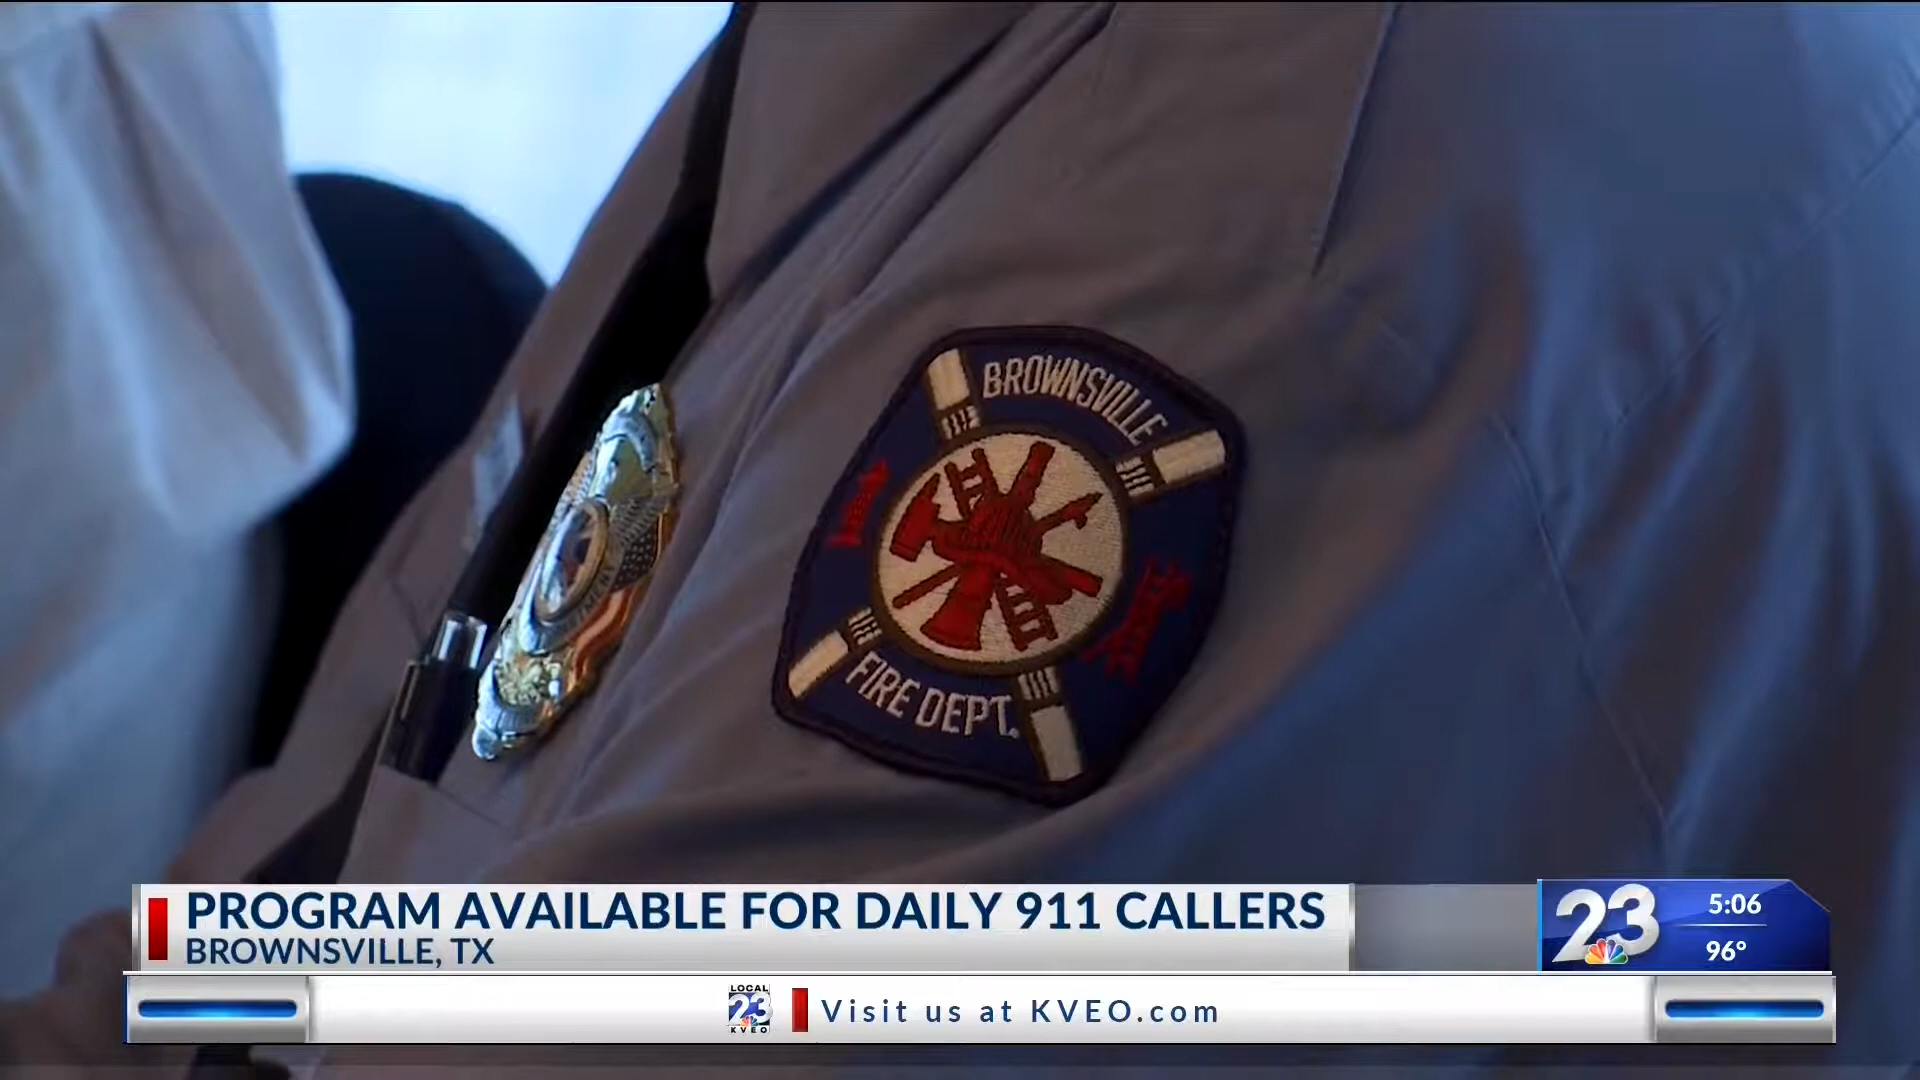 BROWNSVILLE
FIRE DEPT.
PROGRAM AVAILABLE FOR DAILY 911 CALLERS
BROWNSVILLE, TX
23
5:06
96°
LOCAL
23
KVEO
Visit us at KVEO.com